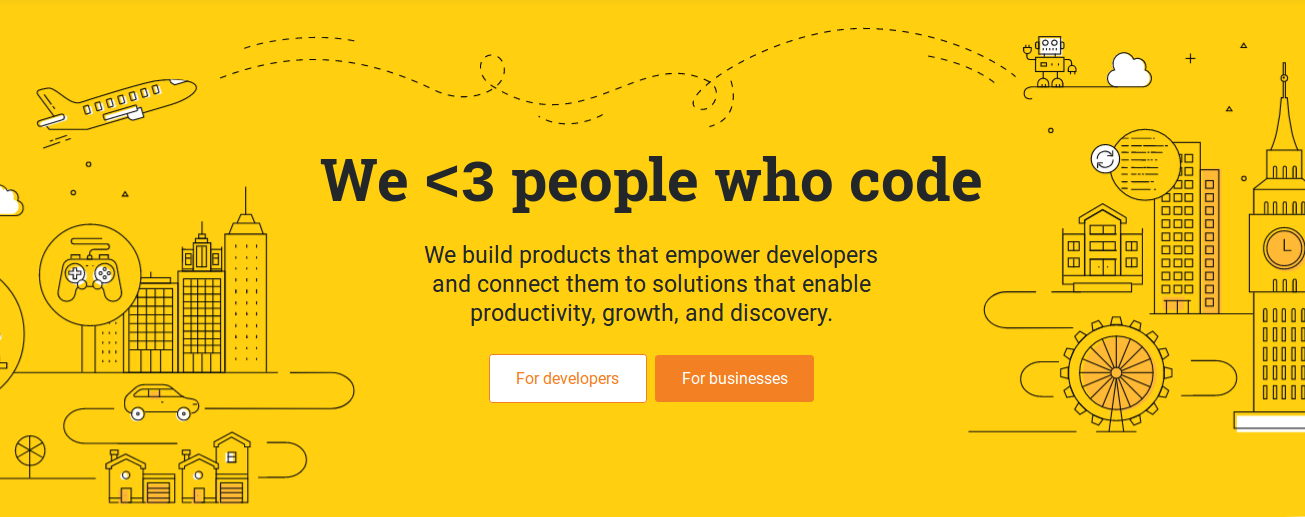 We <3 people who code
We build products that empower developers
and connect them to solutions that enable
productivity, growth, and discovery.
For developers
For businesses